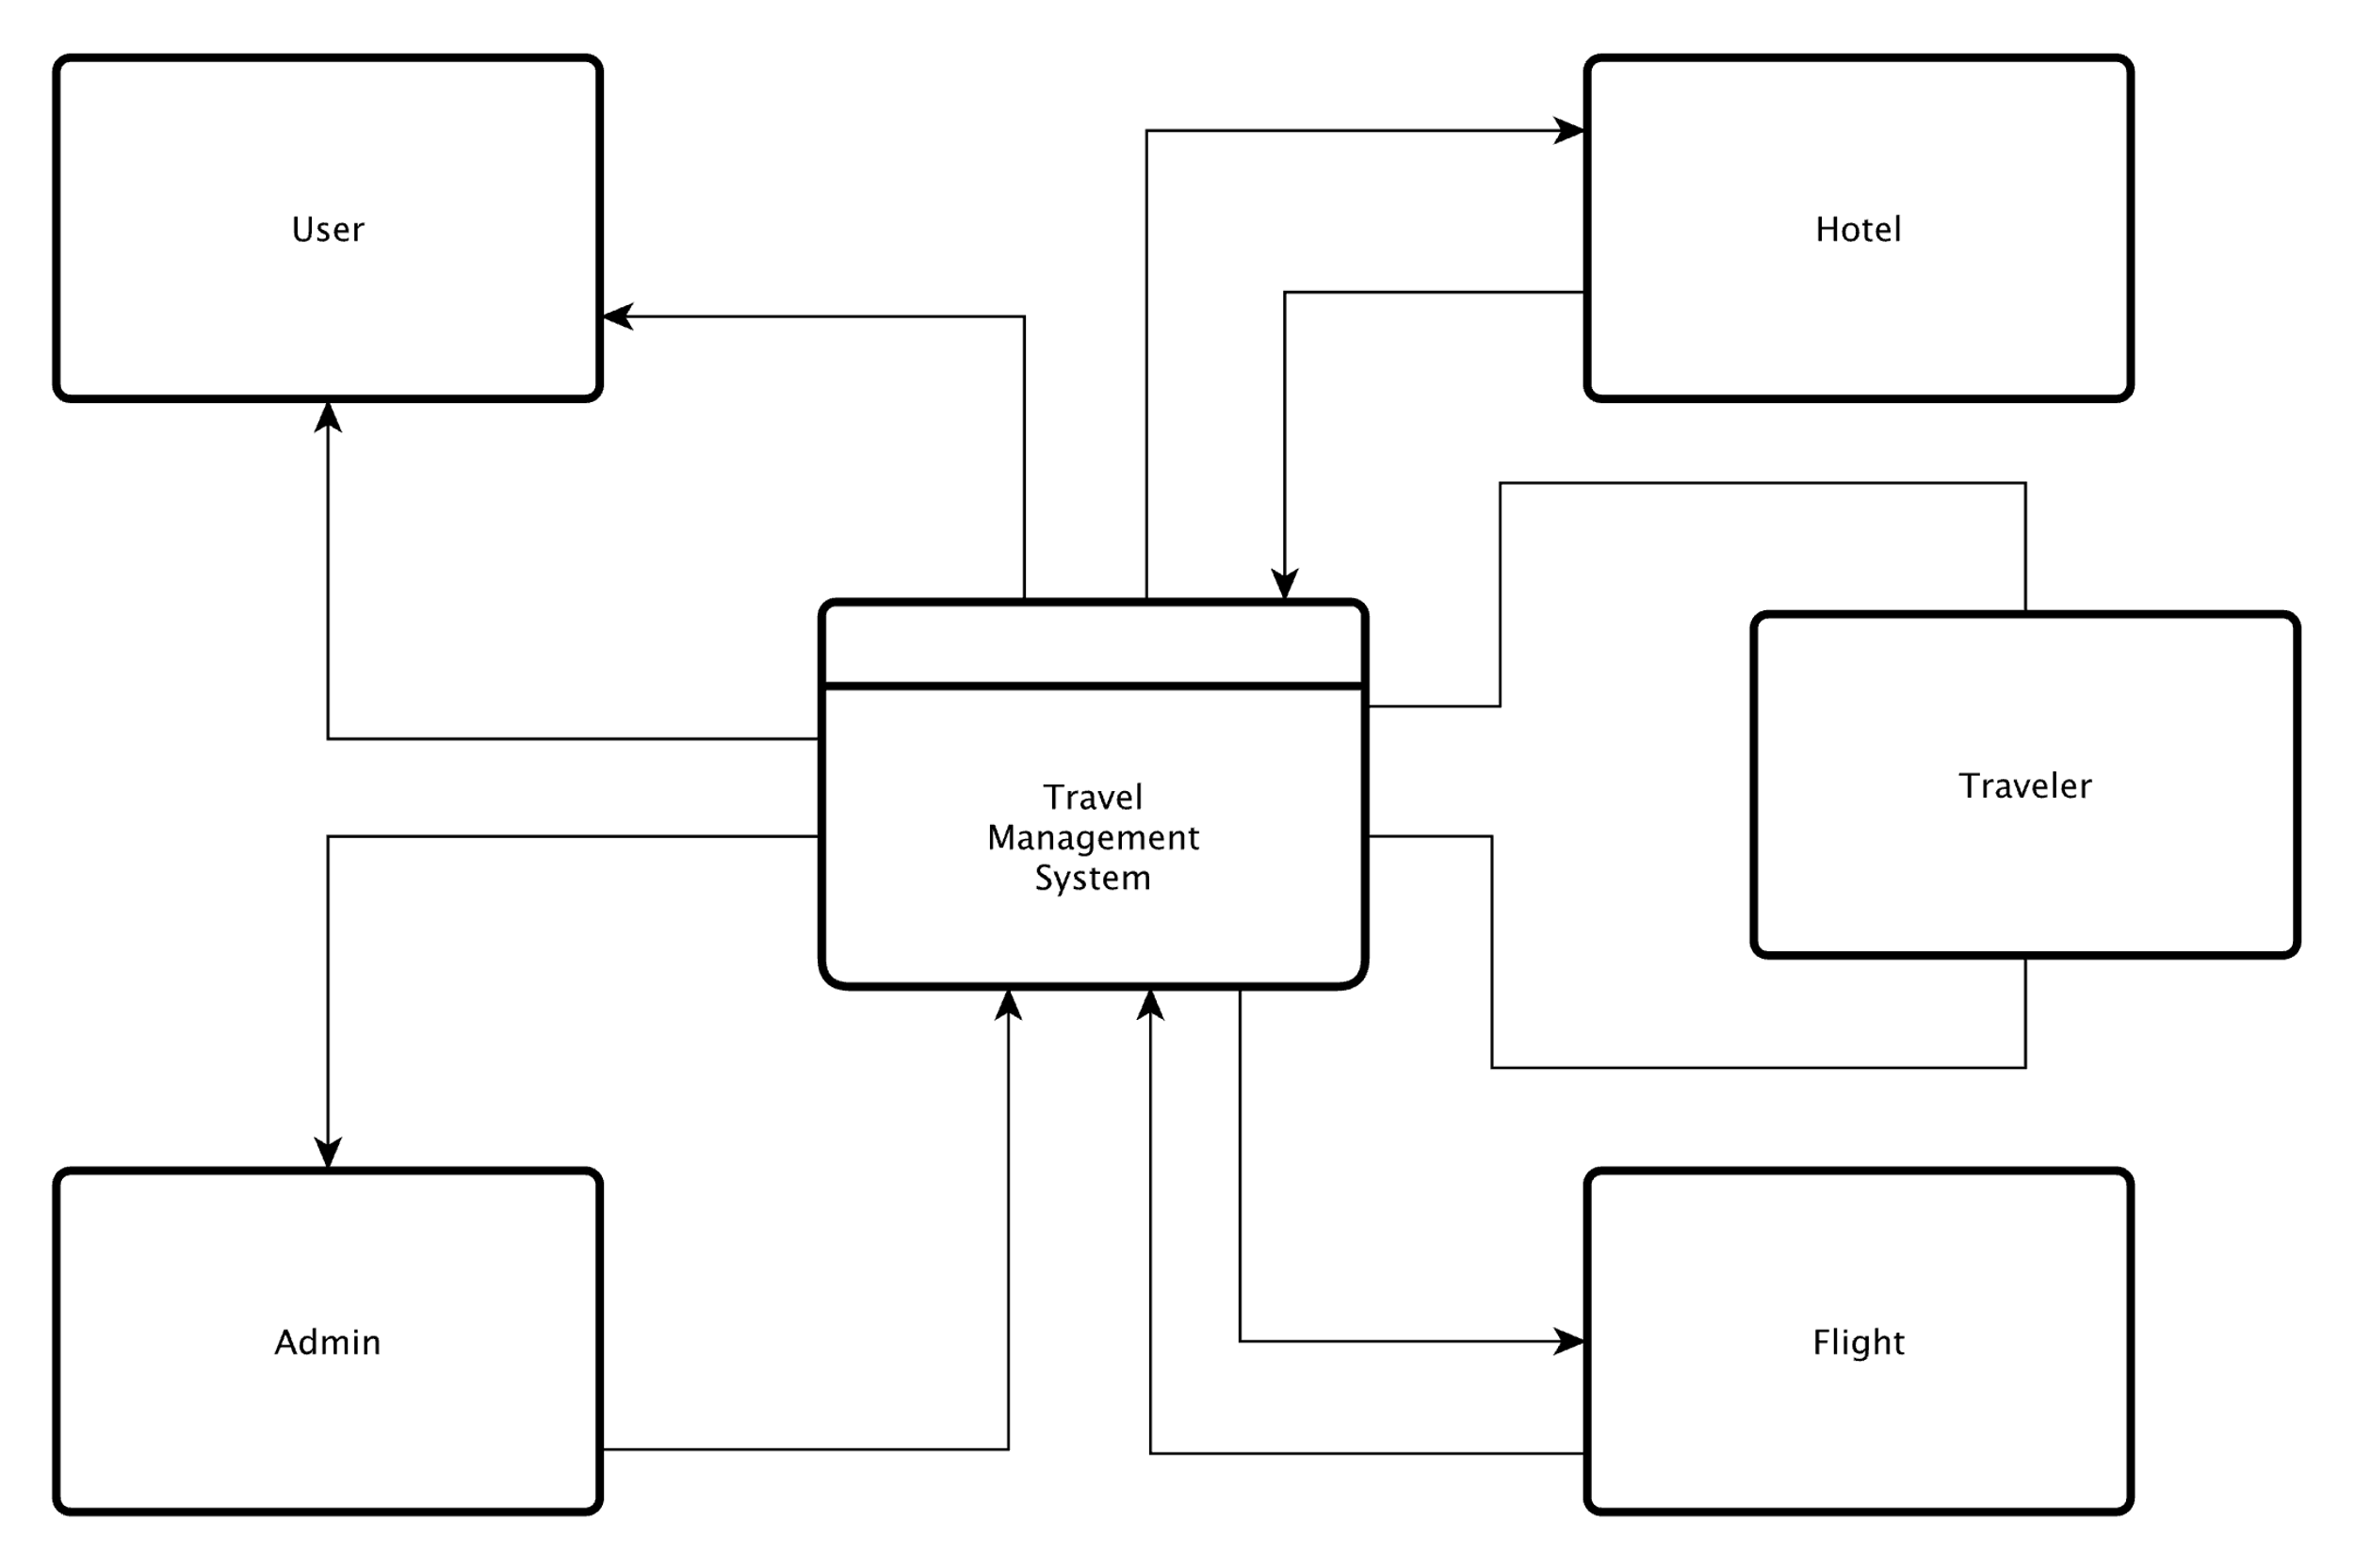 User
Hotel
Traveler
Travel
Management
System
Admin
Flight